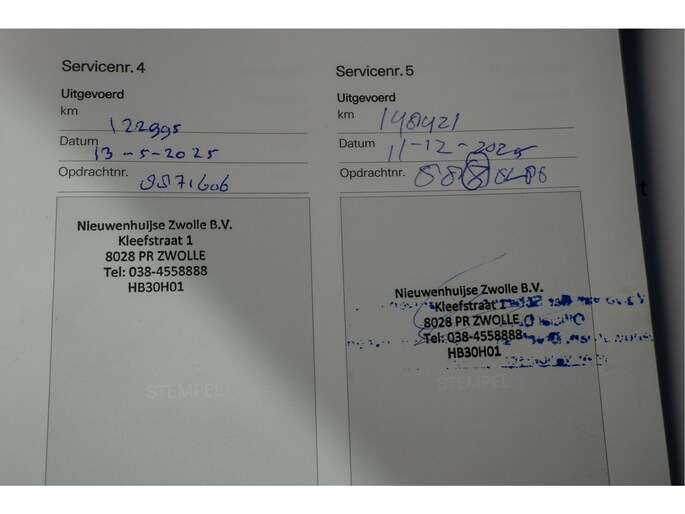 Servicenr. 4
Uitgevoerd
km 122995
Datum 13-5-2025
Opdrachtnr. 9871606
Nieuwenhuijse Zwolle B.V.
Kleefstraat 1
8028 PR ZWOLLE
Tel: 038-4558888
HB30H01
STEMPEL
Servicenr. 5
Uitgevoerd
km 148421
Datum 11-12-2025
Opdrachtnr.
Nieuwenhuijse Zwolle B.V.
Kleefstraat 1
8028 PR ZWOLLE
Tel: 038-4558888
HB30H01
STEMPEL